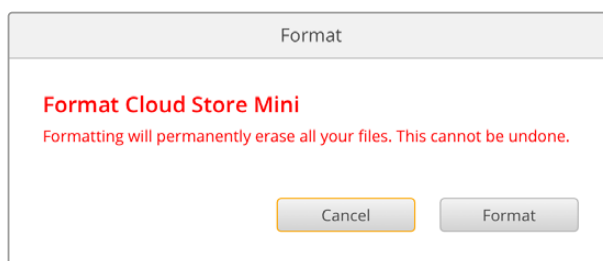 Format
Format Cloud Store Mini
Formatting will permanently erase all your files. This cannot be undone.
Cancel
Format